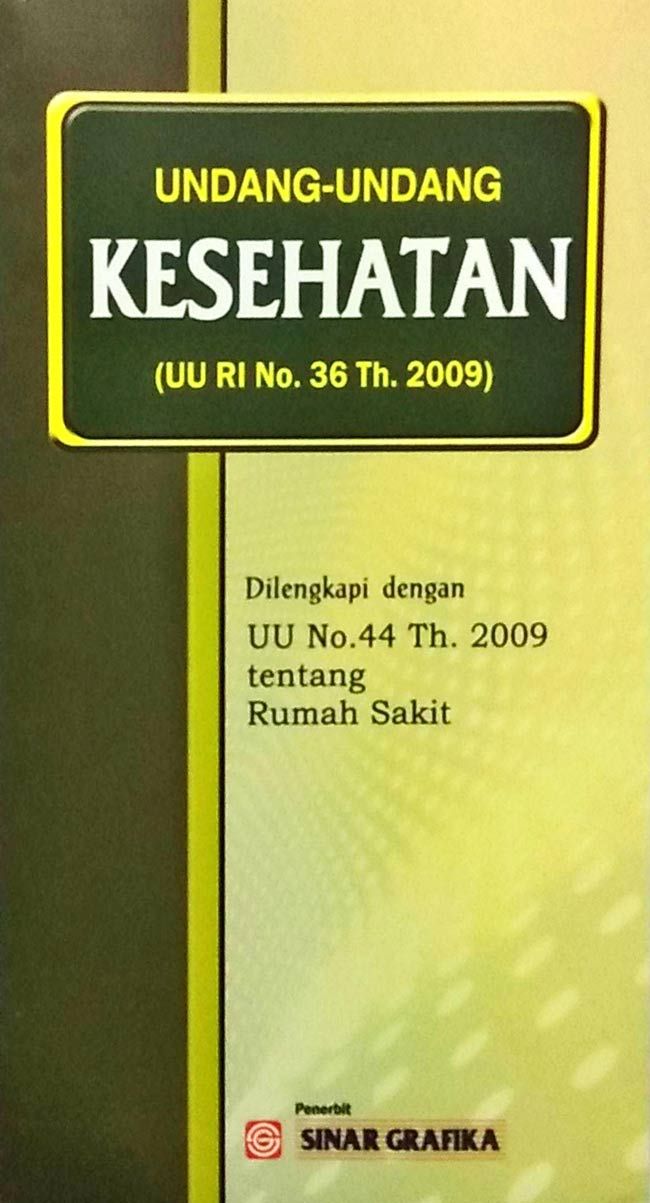 UNDANG-UNDANG
KESEHATAN
(UU RI No. 36 Th. 2009)
Dilengkapi dengan
UU No.44 Th. 2009
tentang
Rumah Sakit
Penerbit
SINAR GRAFIKA